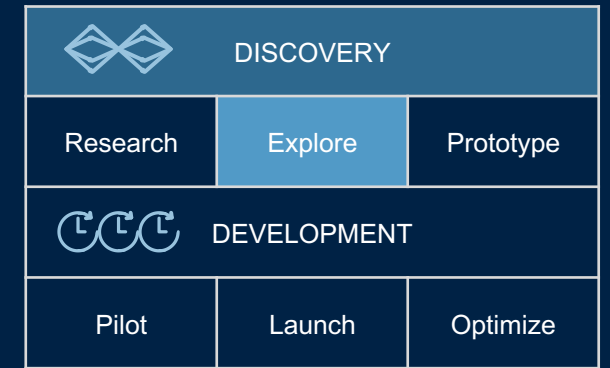 DISCOVERY
Research Explore Prototype
DEVELOPMENT
Pilot Launch Optimize